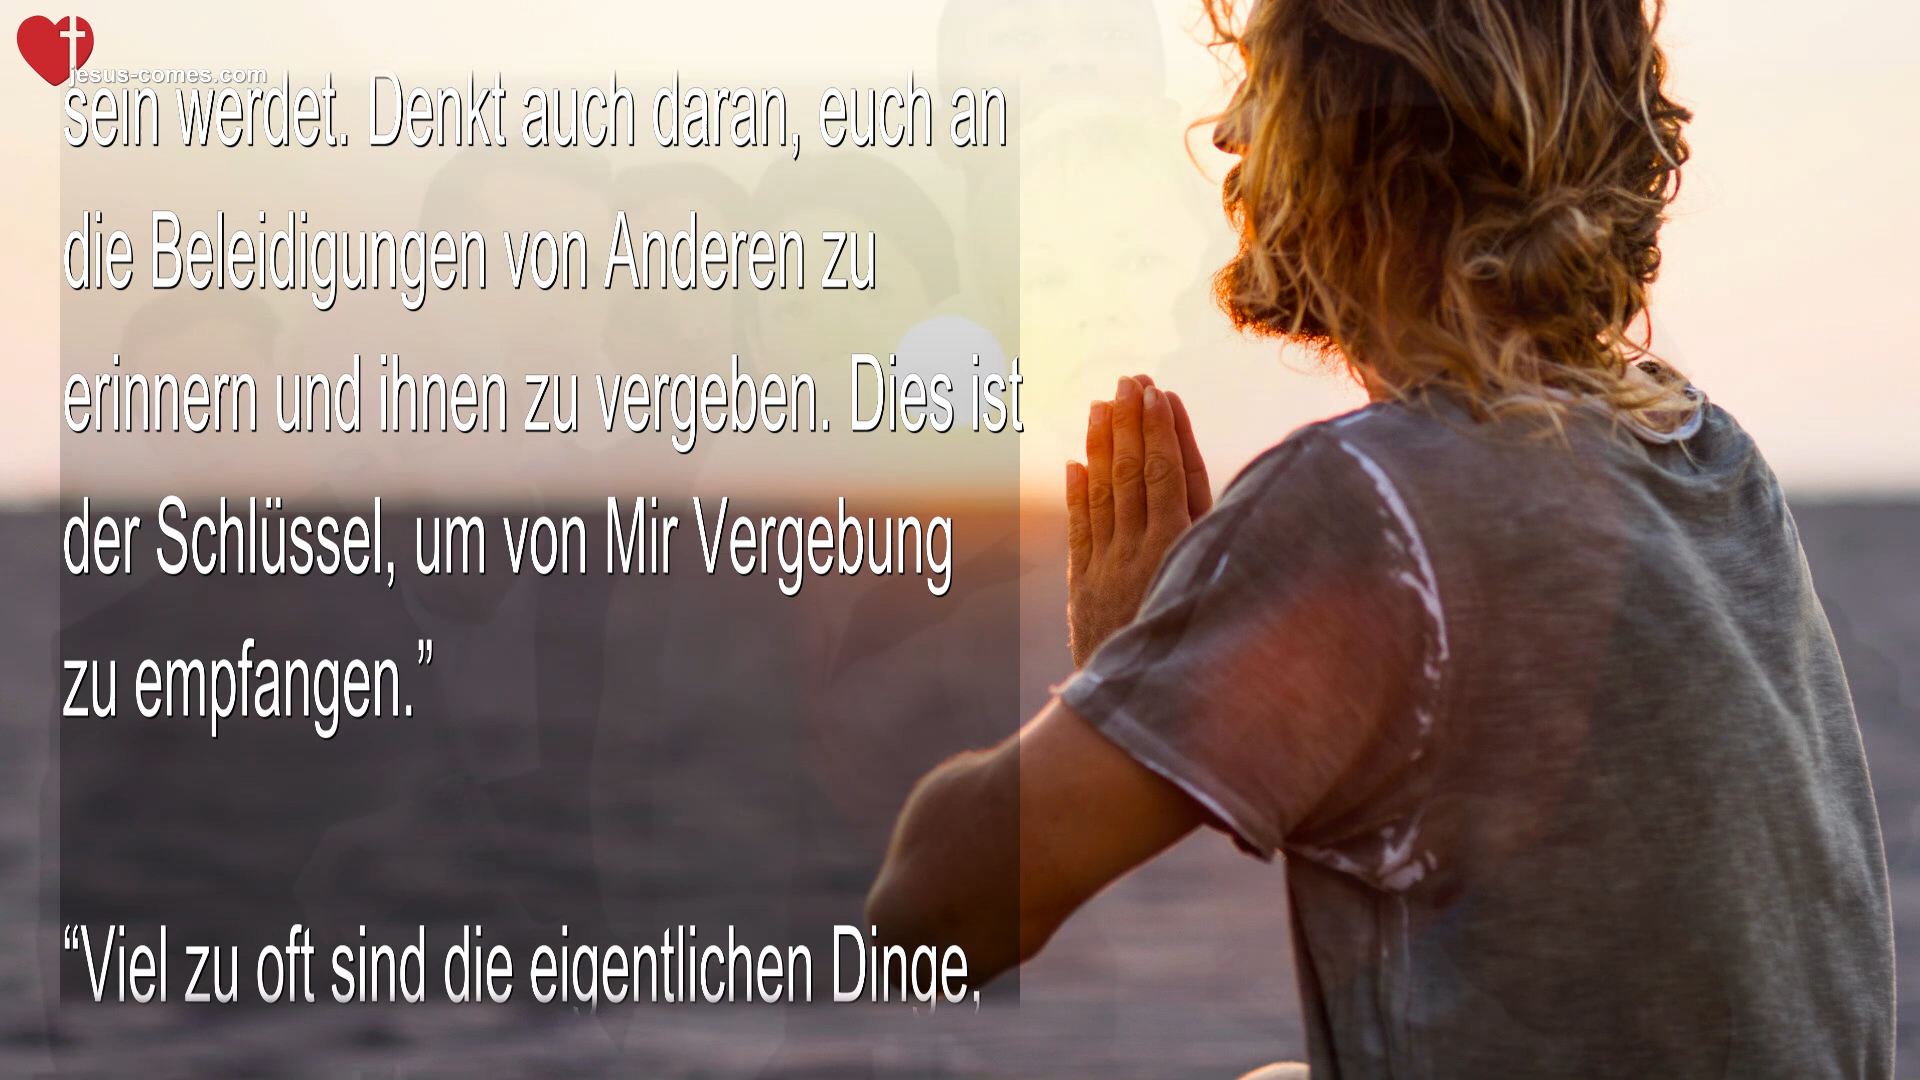 jesus-comes.com
sein werdet. Denkt auch daran, euch an
die Beleidigungen von Anderen zu
erinnern und ihnen zu vergeben. Dies ist
der Schlüssel, um von Mir Vergebung
zu empfangen.”
“Viel zu oft sind die eigentlichen Dinge,